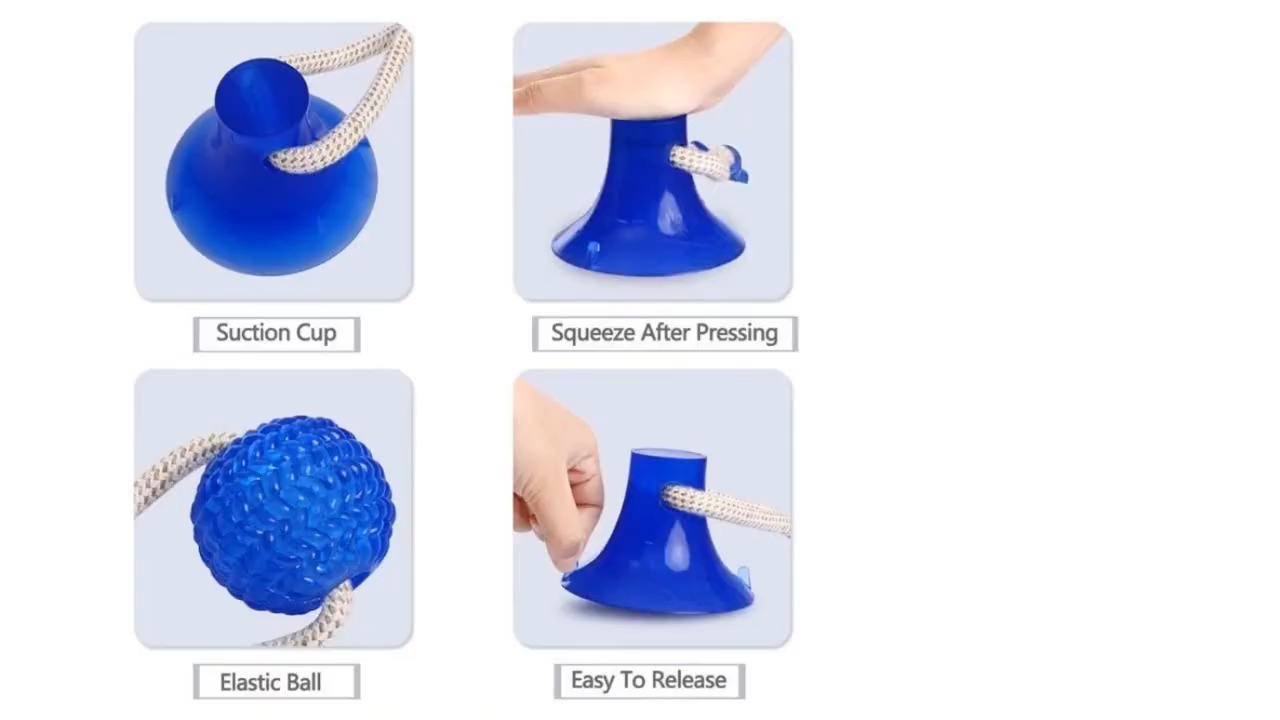 Suction Cup
Squeeze After Pressing
Elastic Ball
Easy To Release